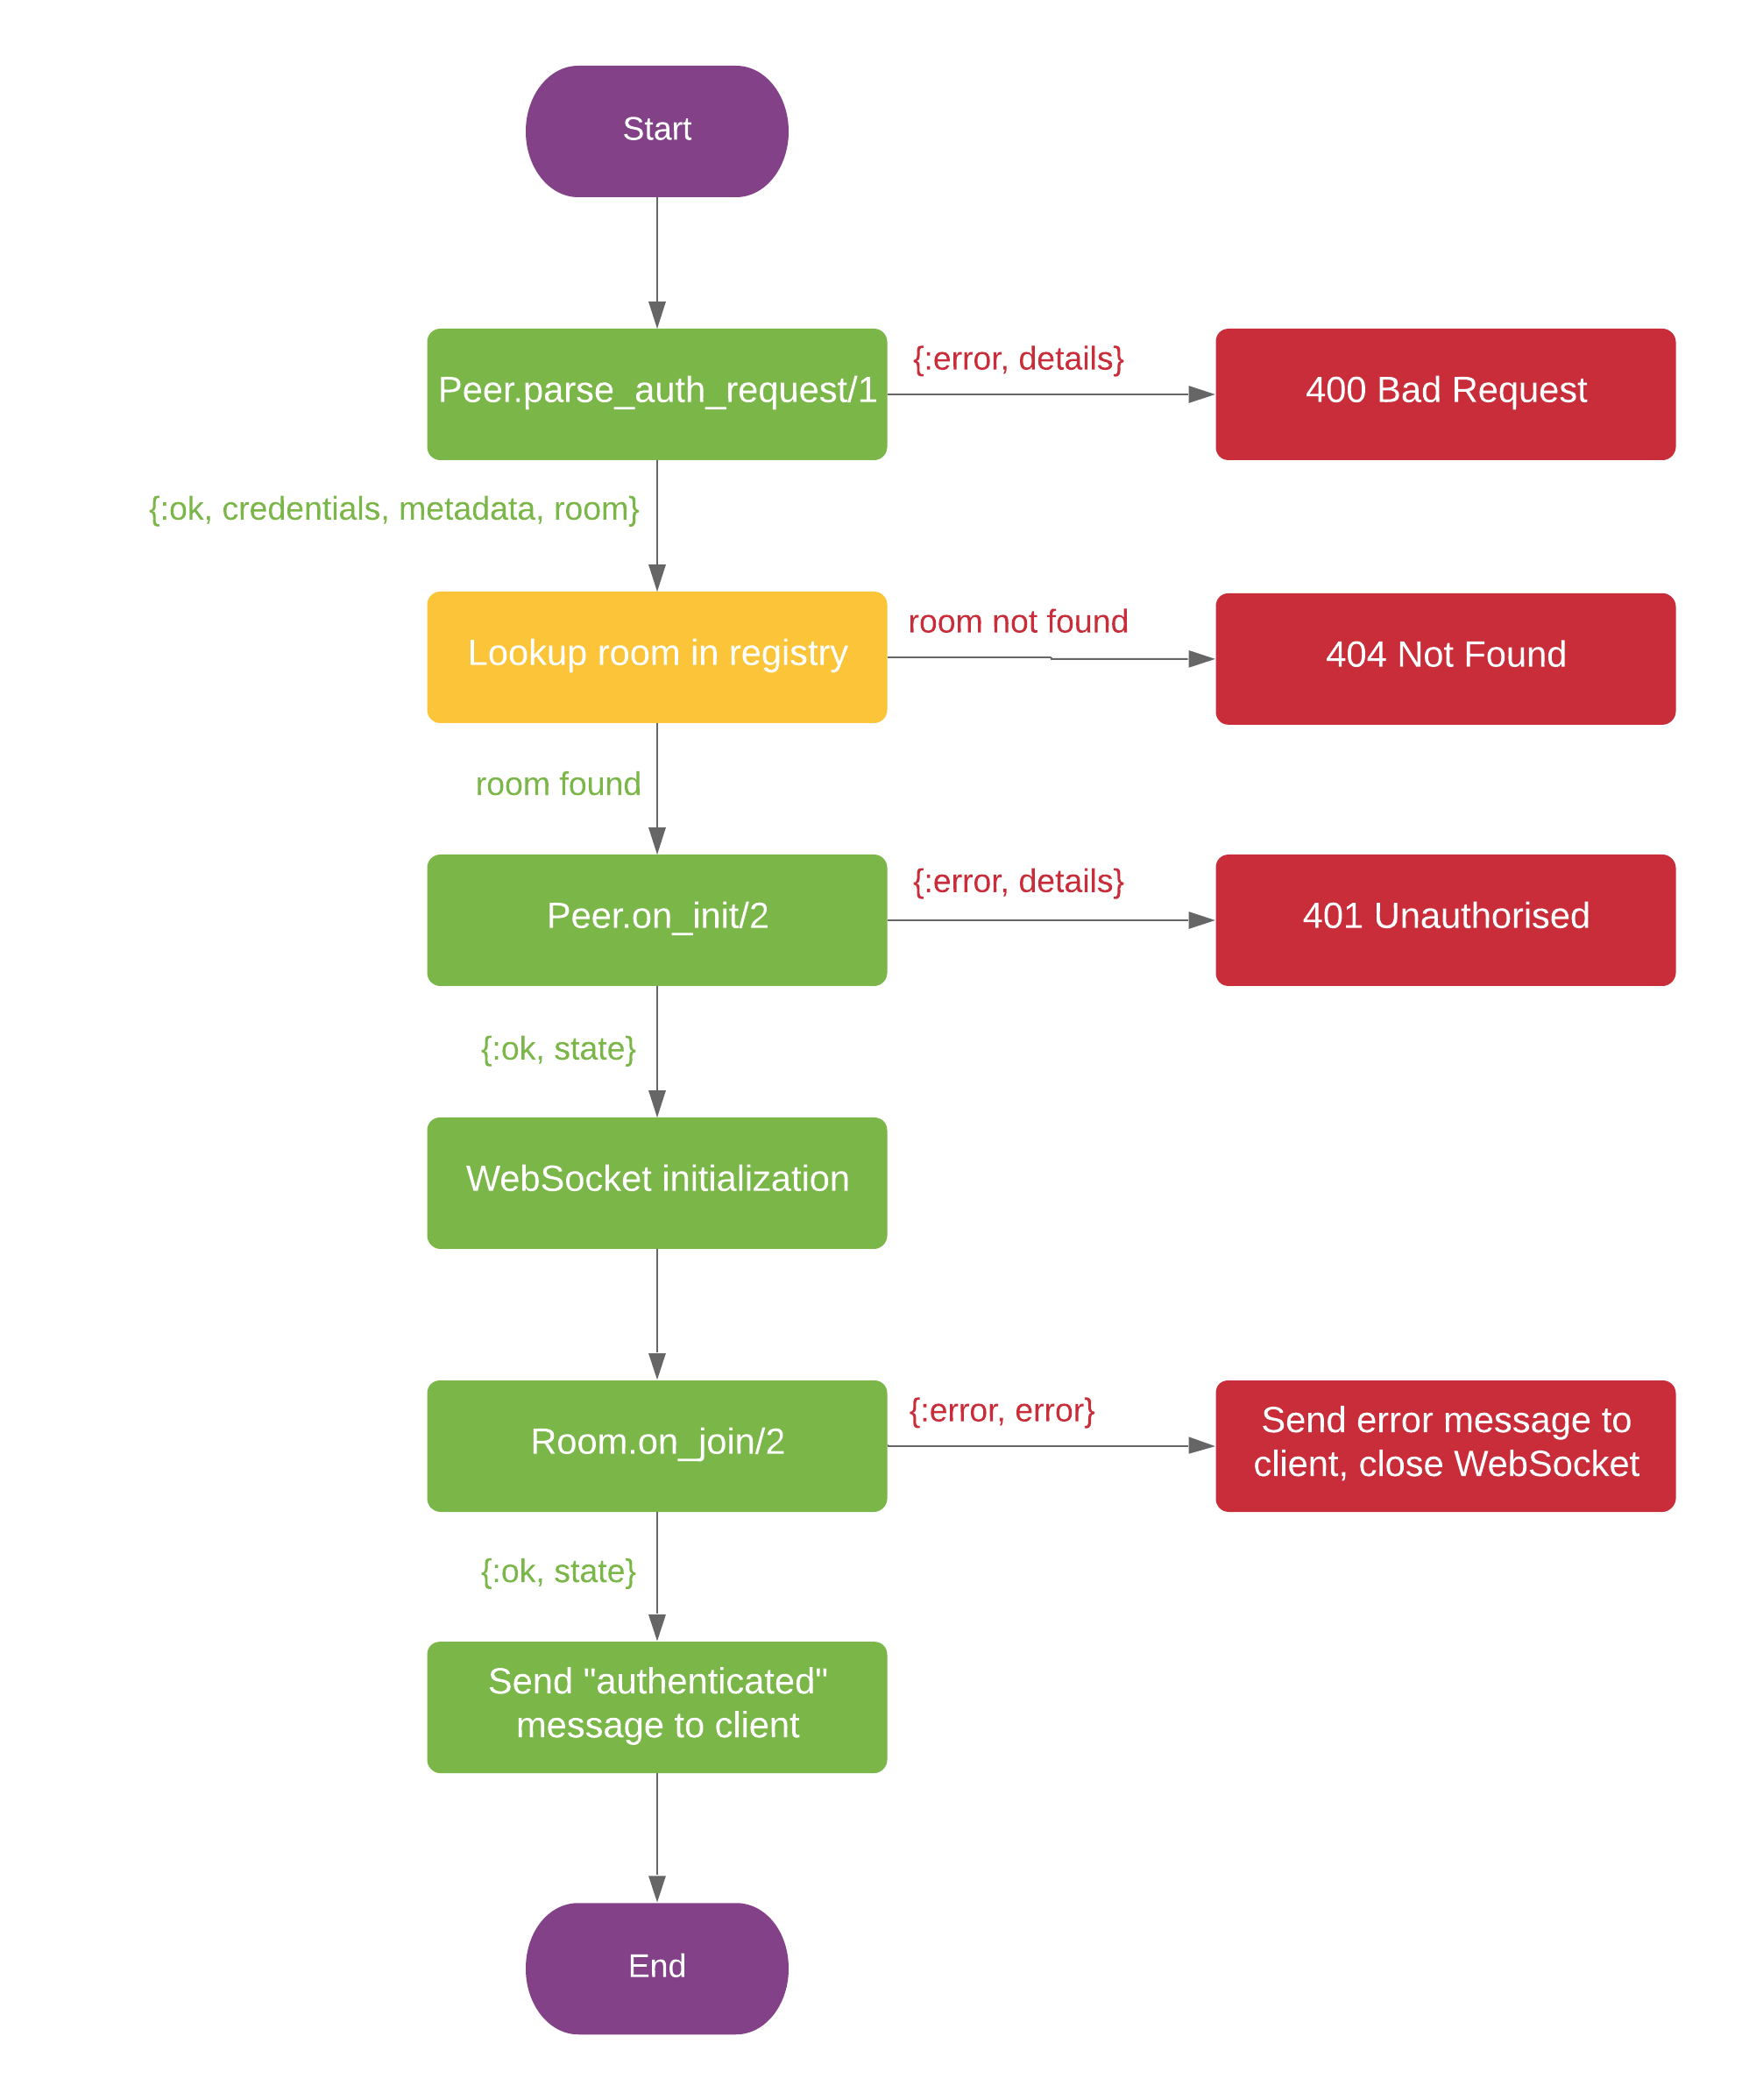 Start
Peer.parse_auth_request/1
{:error, details}
400 Bad Request
{:ok, credentials, metadata, room}
Lookup room in registry
room not found
404 Not Found
room found
Peer.on_init/2
{:error, details}
401 Unauthorised
{:ok, state}
WebSocket initialization
Room.on_join/2
{:error, error}
Send error message to
client, close WebSocket
{:ok, state}
Send "authenticated"
message to client
End